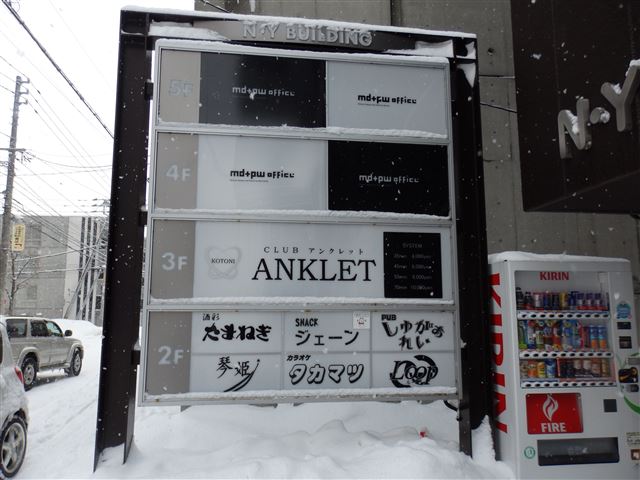 N·Y BUILDING
5F
md+pw office
md+pw office
4F
md+pw office
md+pw office
3F
KOTONI
CLUB アンクレット
ANKLET
SYSTEM
2F
酒彩
たまねぎ
SNACK
ジェーン
PUB
しゅがぁ
れい
琴姫
カラオケ
タカマツ
N·Y
KIRIN
KIRIN
FIRE